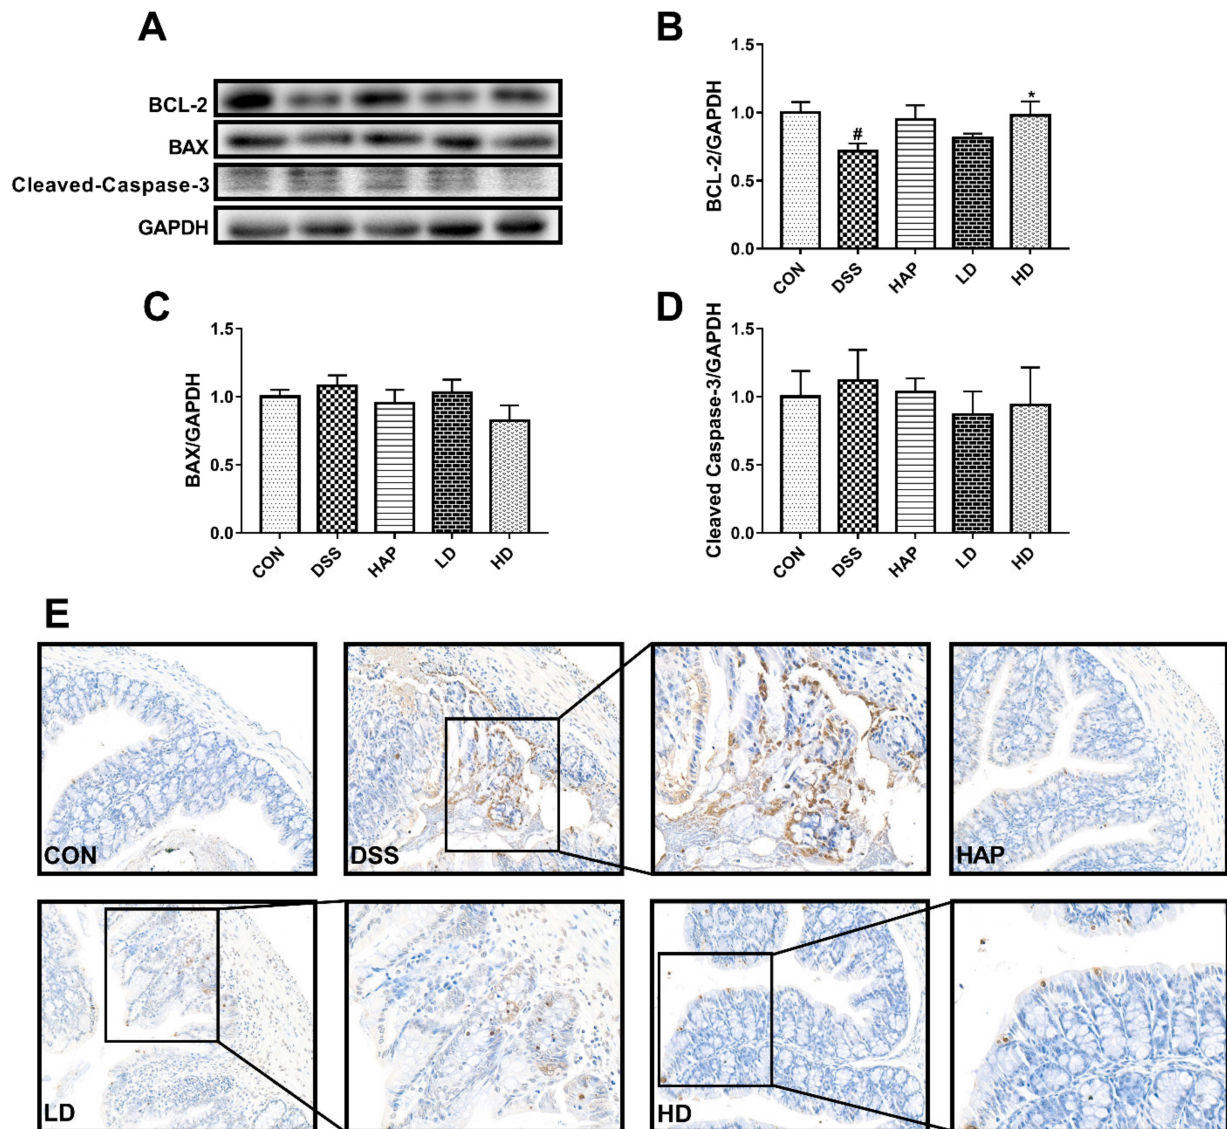 A
BCL-2
BAX
Cleaved-Caspase-3
GAPDH
B
BCL-2/GAPDH
1.5
1.0
0.5
0.0
#
*
CON
DSS
HAP
LD
HD
C
BAX/GAPDH
1.5
1.0
0.5
0.0
CON
DSS
HAP
LD
HD
D
Cleaved Caspase-3/GAPDH
1.5
1.0
0.5
0.0
CON
DSS
HAP
LD
HD
E
CON
DSS
HAP
LD
HD